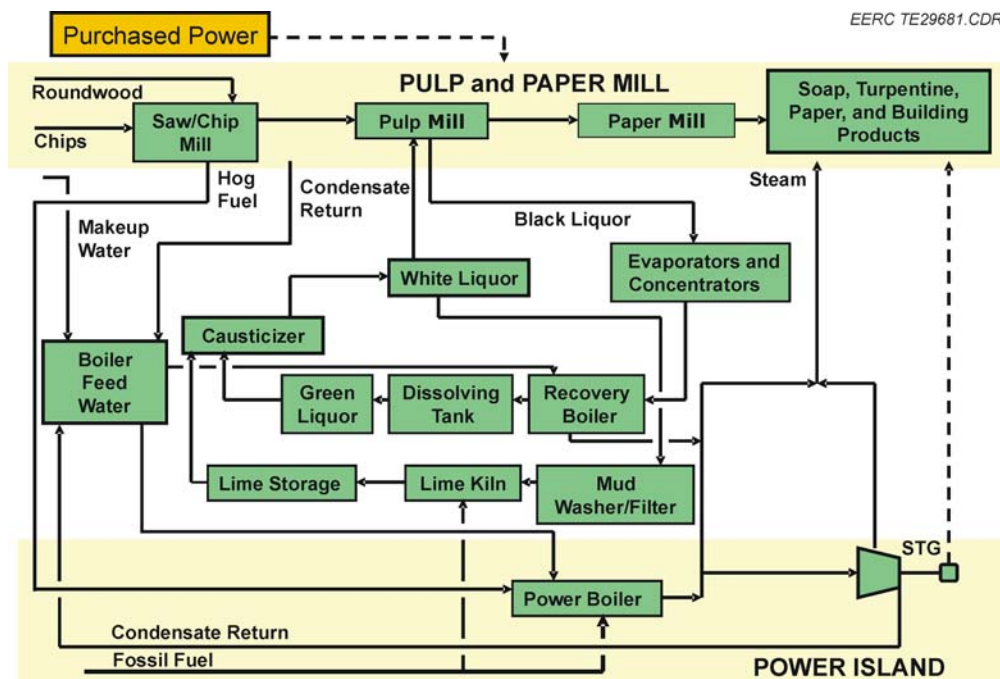 EERC TE29681.CDR
Purchased Power
PULP and PAPER MILL
Roundwood
Chips
Saw/Chip
Mill
Pulp Mill
Paper Mill
Soap, Turpentine,
Paper, and Building
Products
Hog
Fuel
Condensate
Return
Steam
Makeup
Water
Black Liquor
Evaporators and
Concentrators
White Liquor
Causticizer
Boiler
Feed
Water
Green
Liquor
Dissolving
Tank
Recovery
Boiler
Lime Storage
Lime Kiln
Mud
Washer/Filter
STG
Power Boiler
Condensate Return
Fossil Fuel
POWER ISLAND